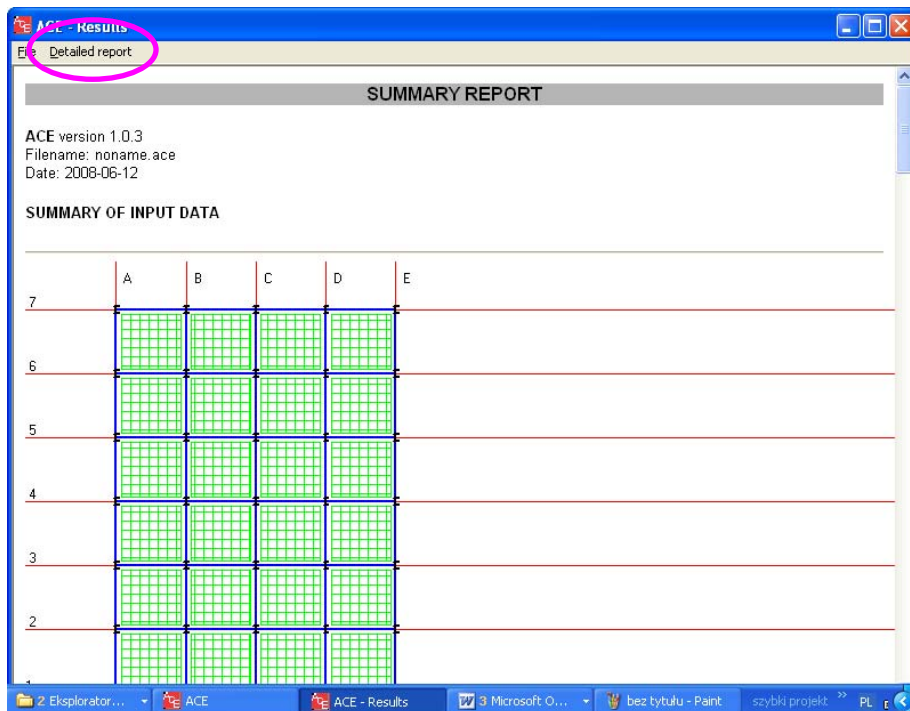 ACE - Results
File Detailed report
SUMMARY REPORT
ACE version 1.0.3
Filename: noname.ace
Date: 2008-06-12
SUMMARY OF INPUT DATA
A B C D E
7
6
5
4
3
2
2 Eksplorator... ACE ACE - Results 3 Microsoft O... bez tytułu - Paint szybki projekt » PL